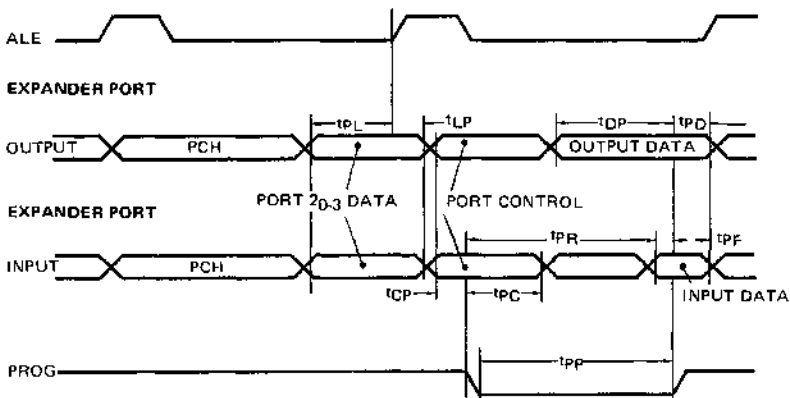 ALE
EXPANDER PORT
tPL
tLP
tDP
tPD
OUTPUT
PCH
OUTPUT DATA
PORT 20-3 DATA
PORT CONTROL
EXPANDER PORT
tPR
tPF
INPUT
PCH
INPUT DATA
tCP
tPC
PROG
tPP